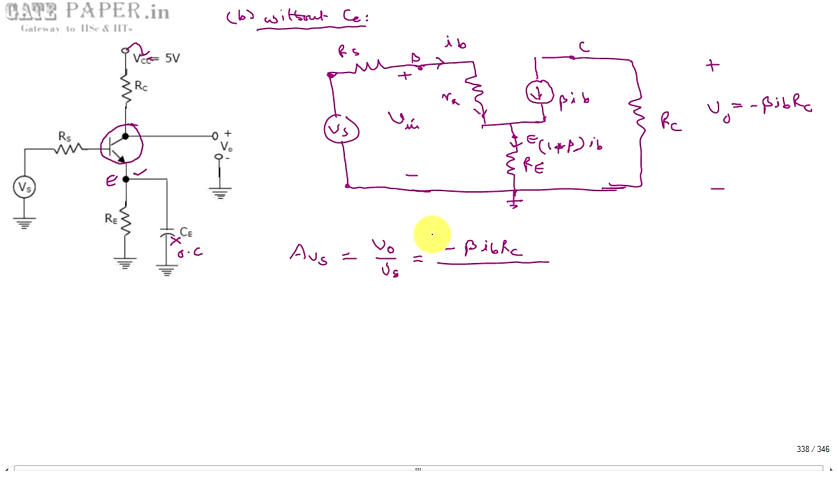 GATE PAPER.in
Gateway to IISc & IITs
(b) without CE:
VCC = 5V
RC
RS
+
Vo
-
VS
E
RE
CE
x
o.c
Rs
B
ib
+
Vin
-
Vs
rπ
βib
C
E
(1+β)ib
RE
RC
+
Vo = -βibRC
-
AVs = Vo/Vs = -βibRC
338 / 346